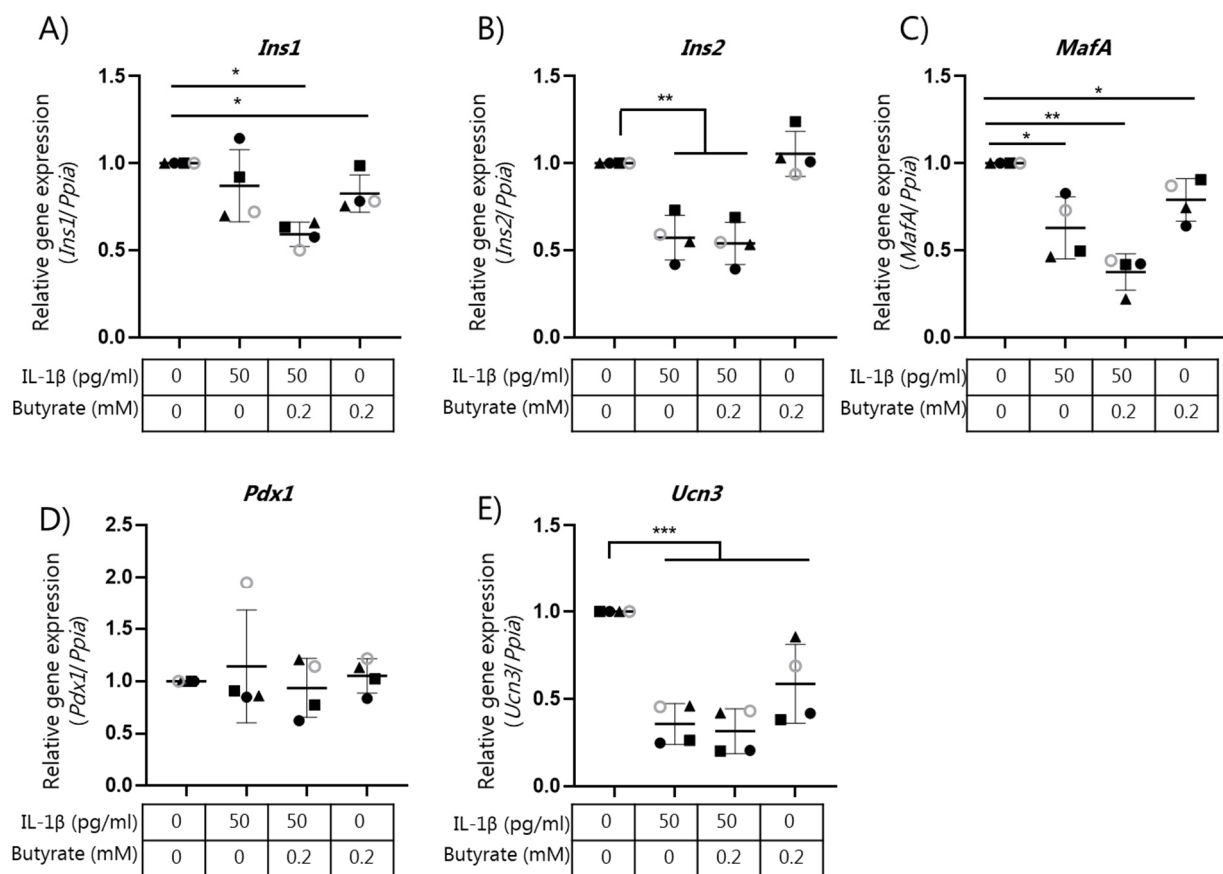 A)
Ins1
*
*
1.5
1.0
0.5
0.0
Relative gene expression
(Ins1/Ppia)
IL-1β (pg/ml) 0 50 50 0
Butyrate (mM) 0 0 0.2 0.2
B)
Ins2
**
1.5
1.0
0.5
0.0
Relative gene expression
(Ins2/Ppia)
IL-1β (pg/ml) 0 50 50 0
Butyrate (mM) 0 0 0.2 0.2
C)
MafA
*
**
*
1.5
1.0
0.5
0.0
Relative gene expression
(MafA/Ppia)
IL-1β (pg/ml) 0 50 50 0
Butyrate (mM) 0 0 0.2 0.2
D)
Pdx1
2.5
2.0
1.5
1.0
0.5
0.0
Relative gene expression
(Pdx1/Ppia)
IL-1β (pg/ml) 0 50 50 0
Butyrate (mM) 0 0 0.2 0.2
E)
Ucn3
***
1.5
1.0
0.5
0.0
Relative gene expression
(Ucn3/Ppia)
IL-1β (pg/ml) 0 50 50 0
Butyrate (mM) 0 0 0.2 0.2